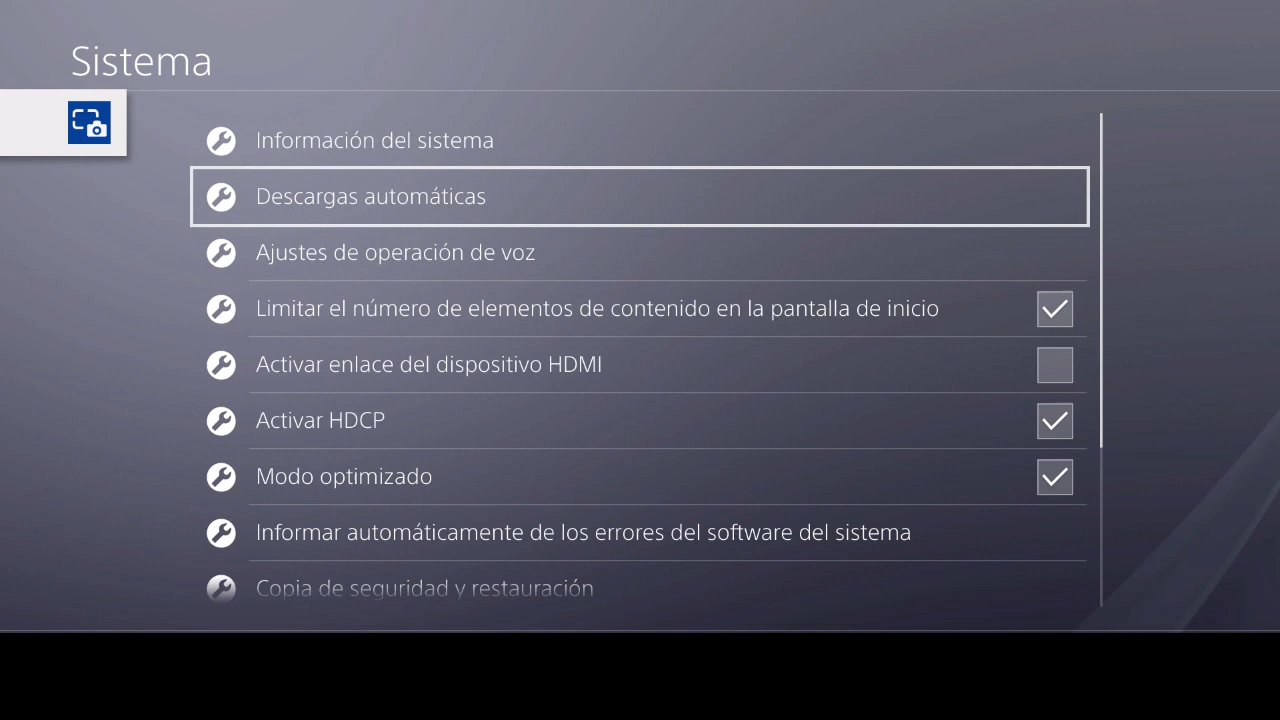 Sistema
Información del sistema
Descargas automáticas
Ajustes de operación de voz
Limitar el número de elementos de contenido en la pantalla de inicio
Activar enlace del dispositivo HDMI
Activar HDCP
Modo optimizado
Informar automáticamente de los errores del software del sistema
Copia de seguridad y restauración